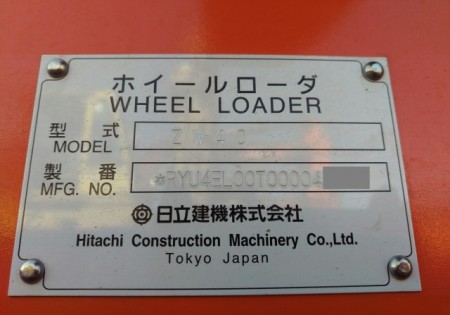 ホイールローダ
WHEEL LOADER
型式
MODEL
ZW40
製番
MFG. NO.
*RYU4EL00T00004
日立建機株式会社
Hitachi Construction Machinery Co.,Ltd.
Tokyo Japan